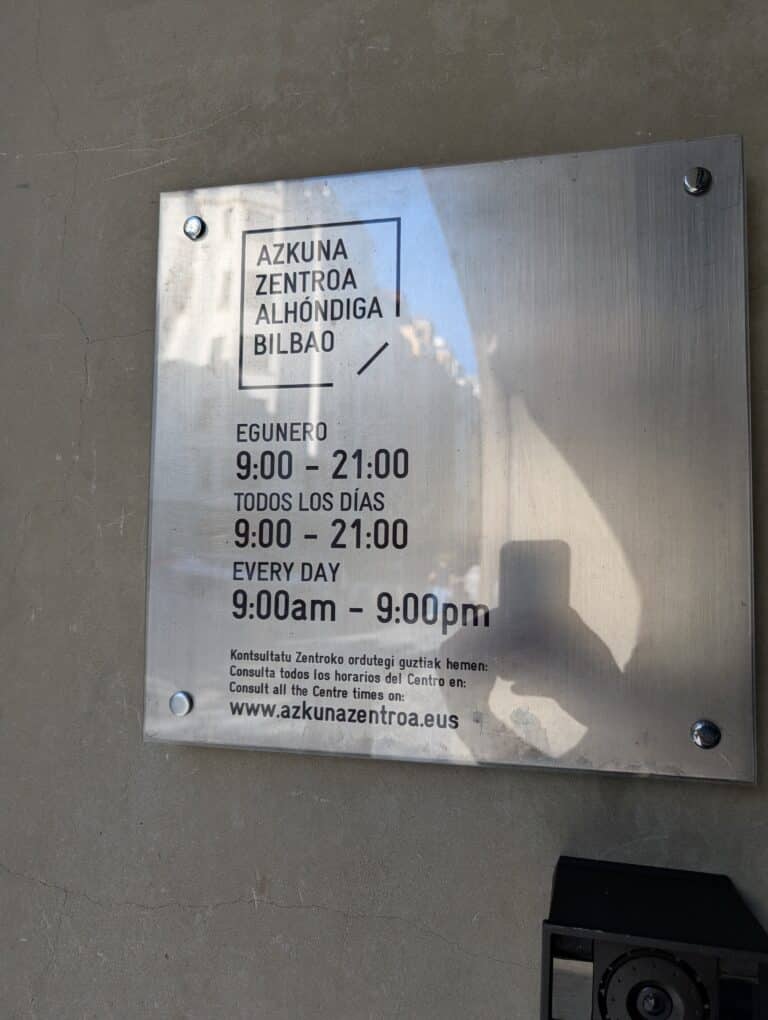 AZKUNA
ZENTROA
ALHÓNDIGA
BILBAO
EGUNERO
9:00 - 21:00
TODOS LOS DÍAS
9:00 - 21:00
EVERY DAY
9:00am - 9:00pm
Kontsultatu Zentroko ordutegi guztiak hemen:
Consulta todos los horarios del Centro en:
Consult all the Centre times on:
www.azkunazentroa.eus